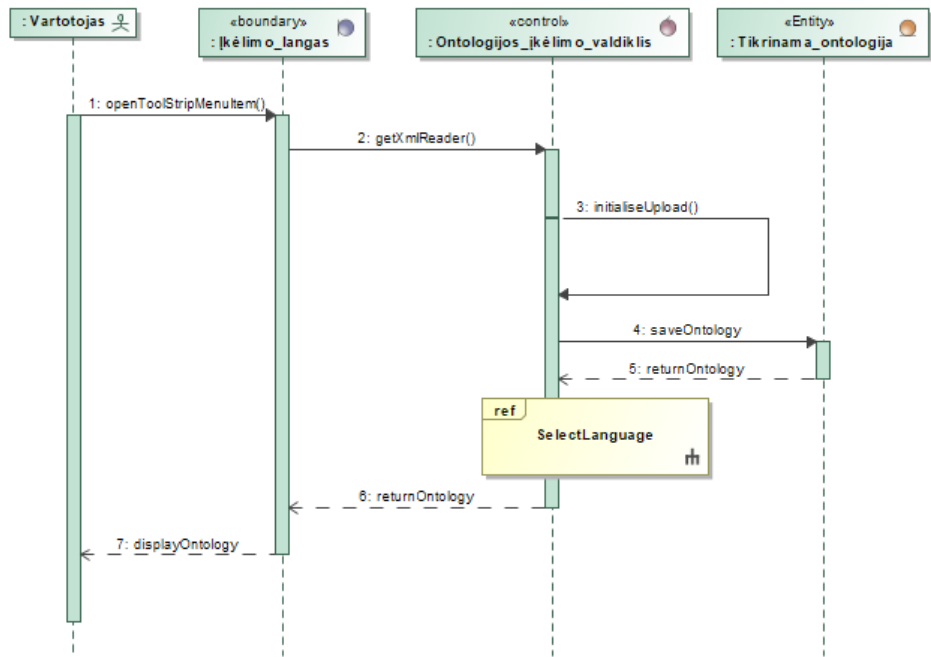 : Vartotojas
«boundary»
: Įkėlimo_langas
«control»
: Ontologijos_įkėlimo_valdiklis
«Entity»
: Tikrinama_ontologija
1: openToolStripMenuItem()
2: getXmlReader()
3: initialiseUpload()
4: saveOntology
5: returnOntology
ref
SelectLanguage
6: returnOntology
7: displayOntology